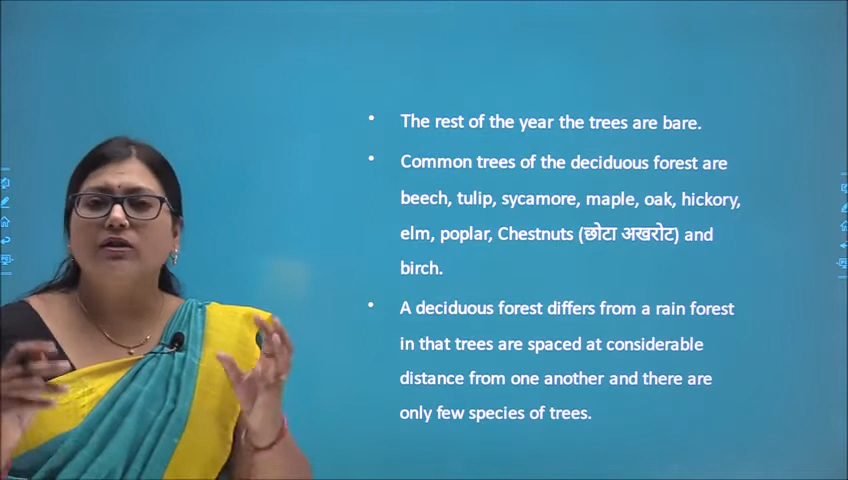 • The rest of the year the trees are bare.
• Common trees of the deciduous forest are
beech, tulip, sycamore, maple, oak, hickory,
elm, poplar, Chestnuts (छोटा अखरोट) and
birch.
• A deciduous forest differs from a rain forest
in that trees are spaced at considerable
distance from one another and there are
only few species of trees.